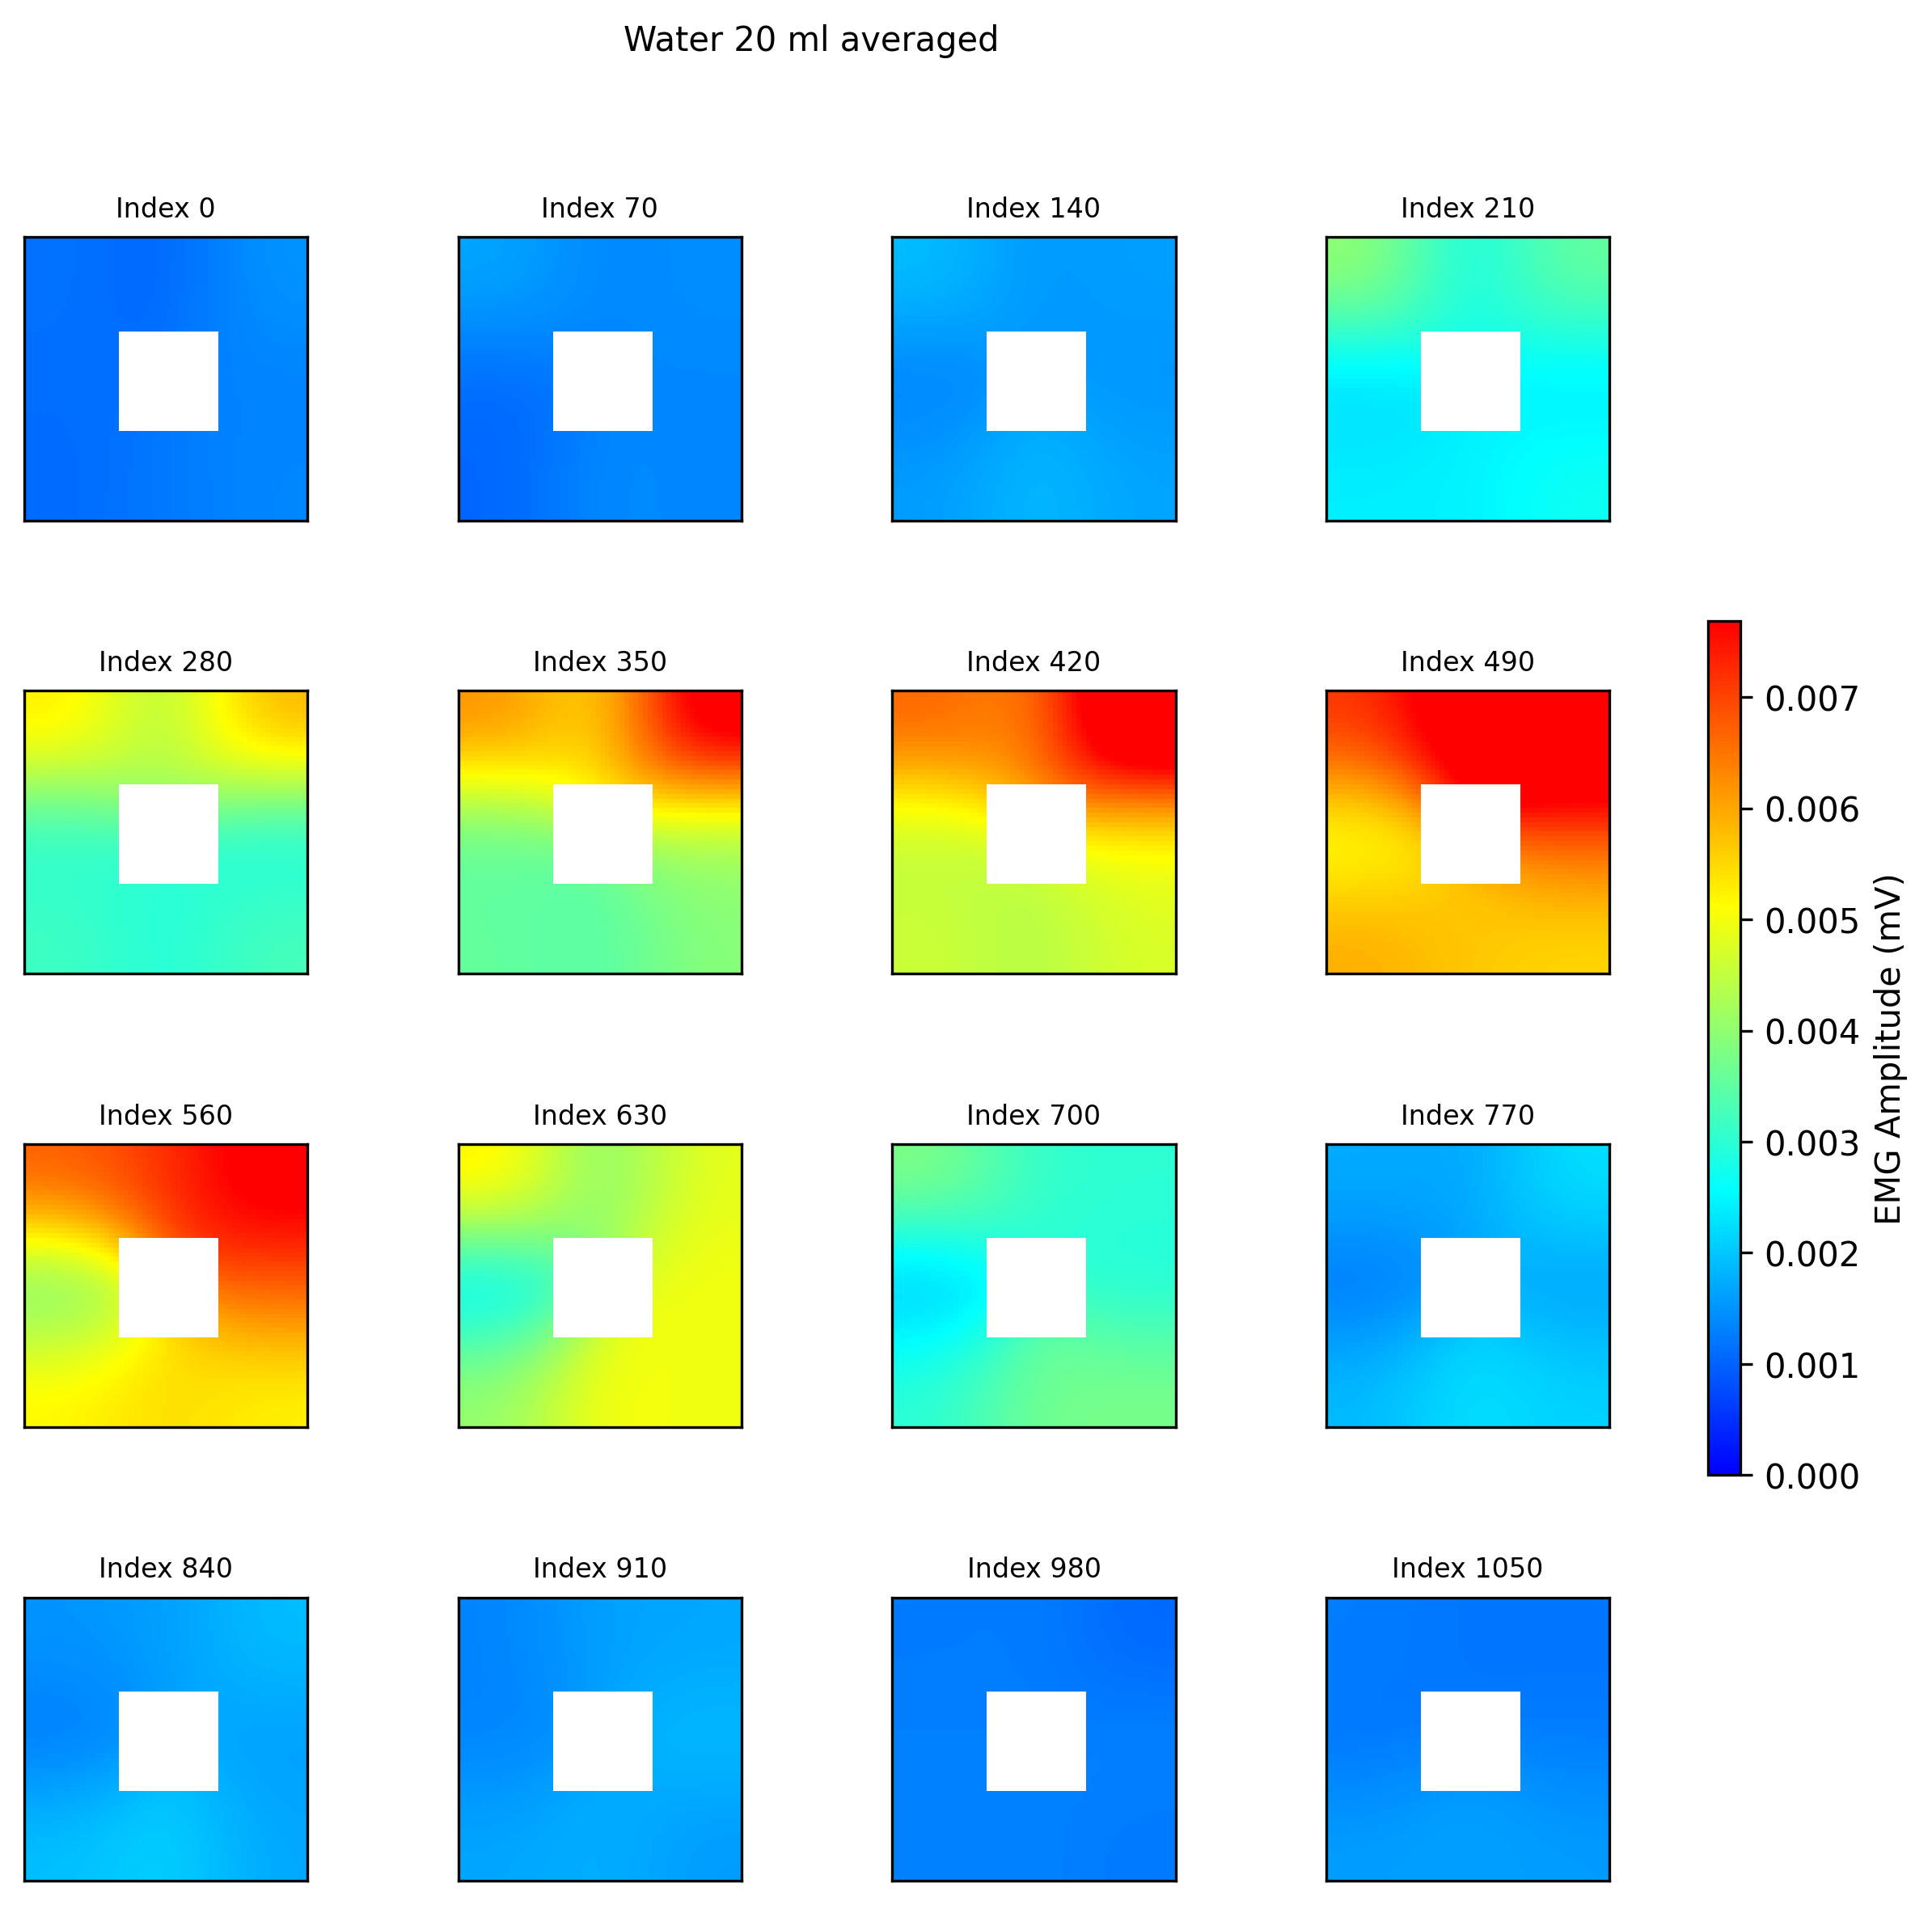 Water 20 ml averaged
Index 0
Index 70
Index 140
Index 210
Index 280
Index 350
Index 420
Index 490
Index 560
Index 630
Index 700
Index 770
Index 840
Index 910
Index 980
Index 1050
0.007
0.006
0.005
0.004
0.003
0.002
0.001
0.000
EMG Amplitude (mV)